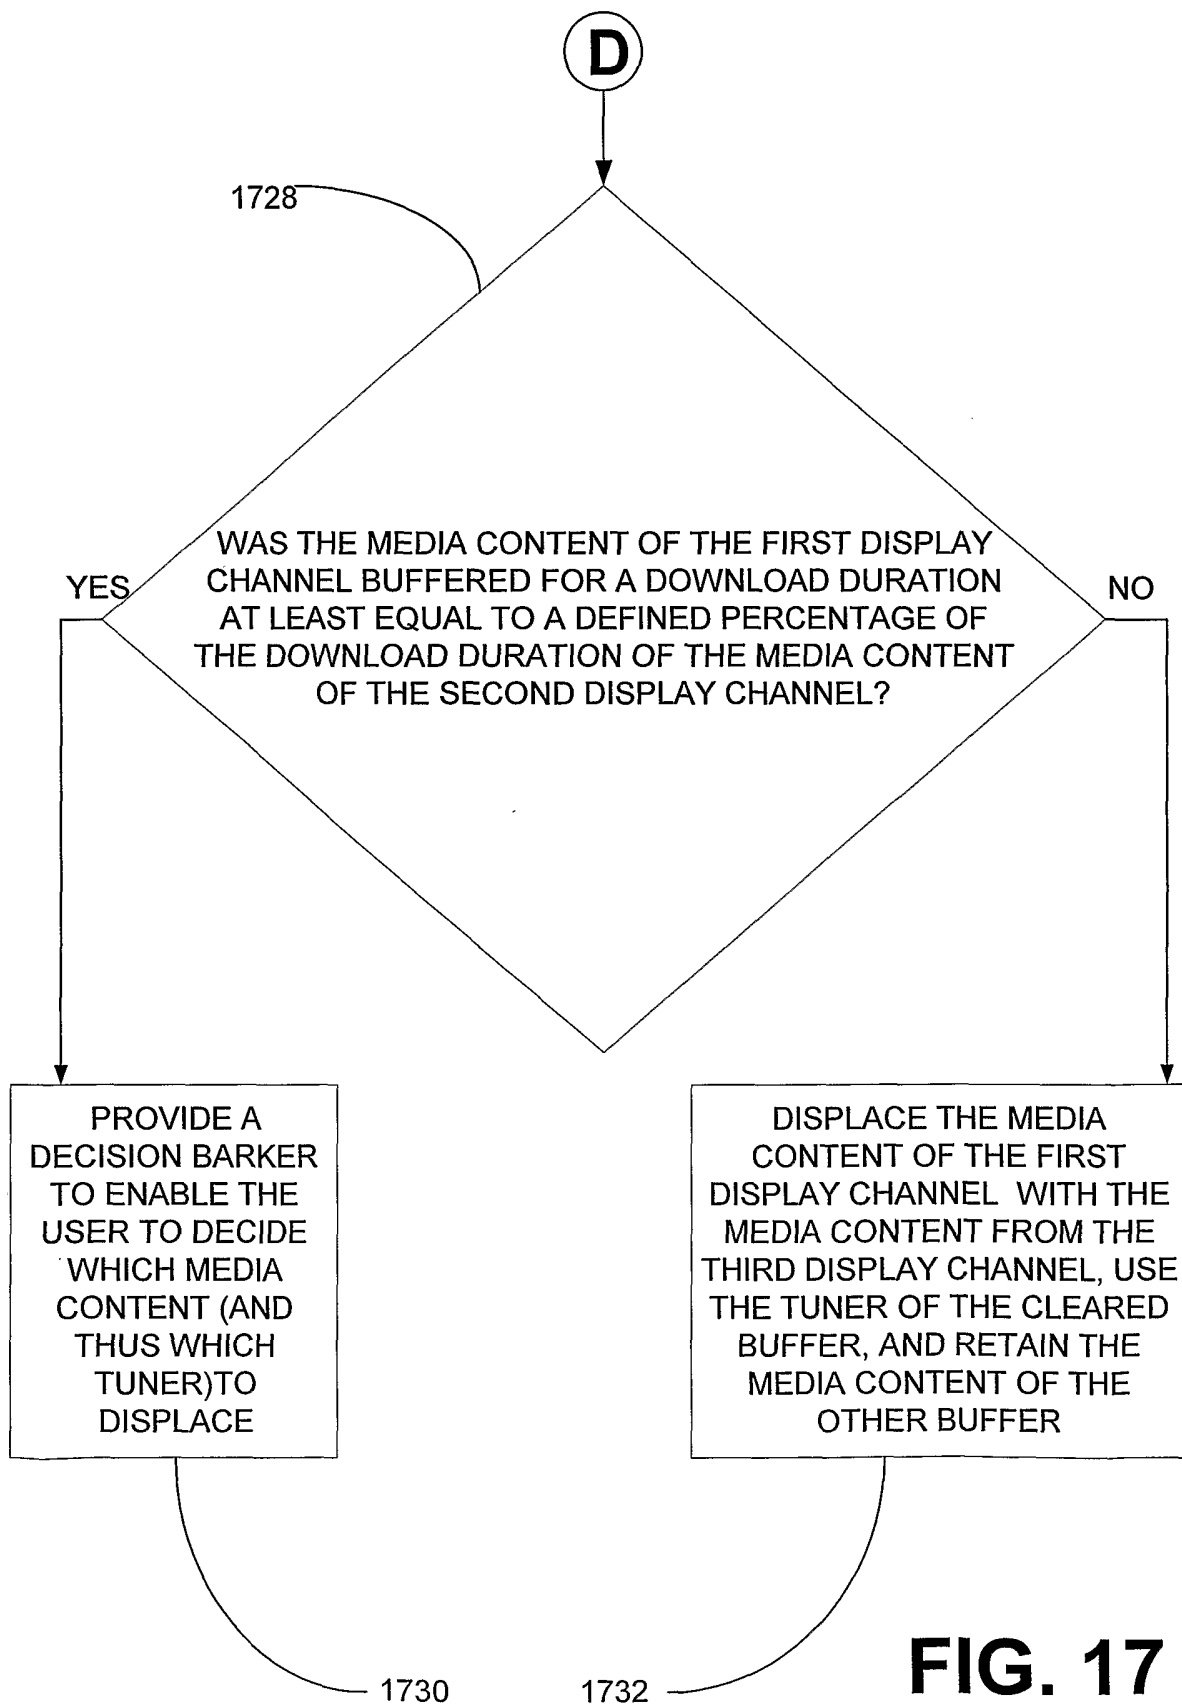 D
1728
WAS THE MEDIA CONTENT OF THE FIRST DISPLAY
CHANNEL BUFFERED FOR A DOWNLOAD DURATION
AT LEAST EQUAL TO A DEFINED PERCENTAGE OF
THE DOWNLOAD DURATION OF THE MEDIA CONTENT
OF THE SECOND DISPLAY CHANNEL?
YES
NO
PROVIDE A
DECISION BARKER
TO ENABLE THE
USER TO DECIDE
WHICH MEDIA
CONTENT (AND
THUS WHICH
TUNER)TO
DISPLACE
DISPLACE THE MEDIA
CONTENT OF THE FIRST
DISPLAY CHANNEL WITH THE
MEDIA CONTENT FROM THE
THIRD DISPLAY CHANNEL, USE
THE TUNER OF THE CLEARED
BUFFER, AND RETAIN THE
MEDIA CONTENT OF THE
OTHER BUFFER
1730
1732
FIG. 17